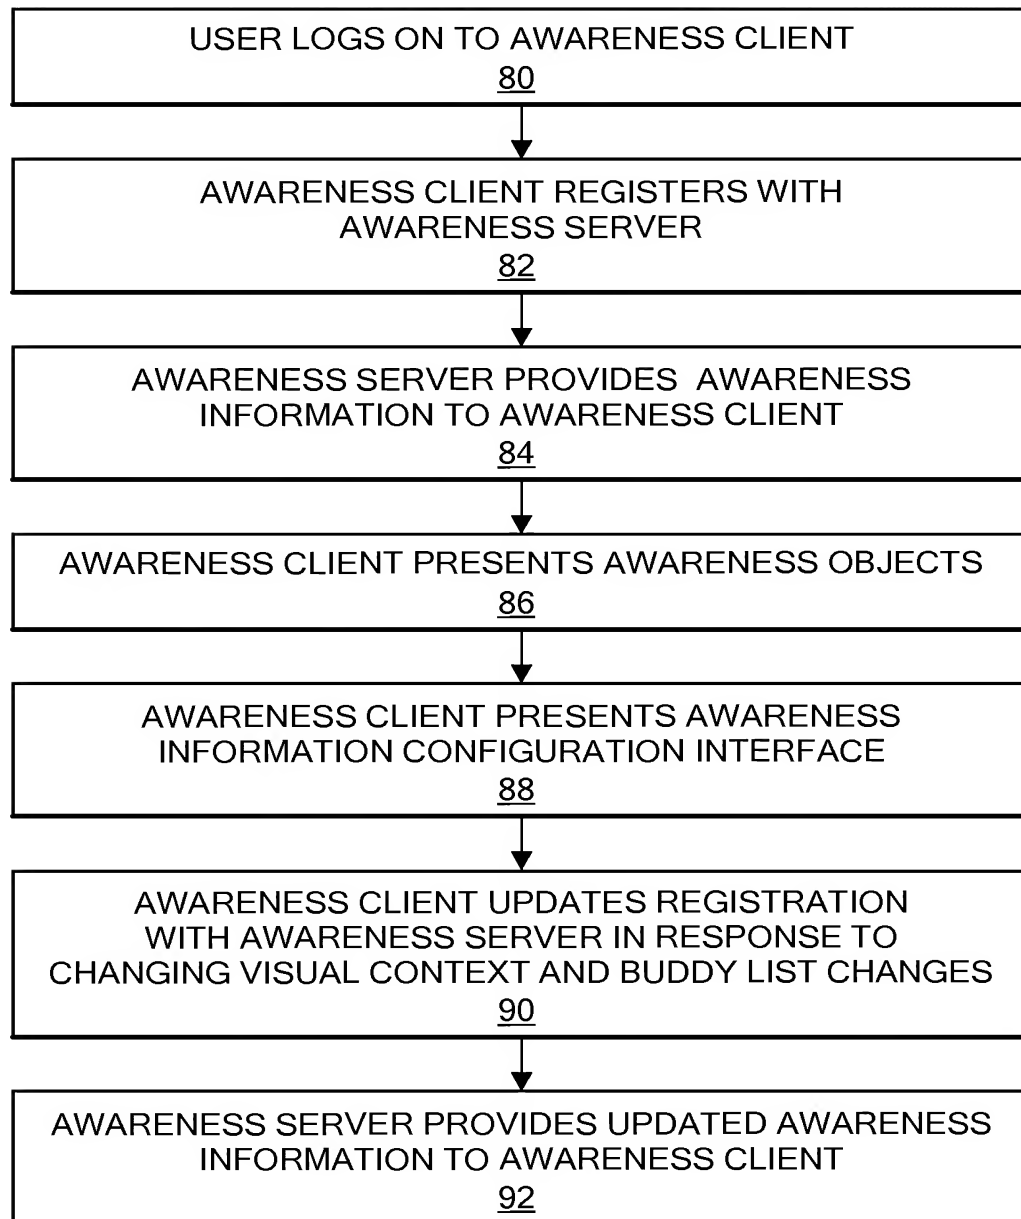 USER LOGS ON TO AWARENESS CLIENT
80
AWARENESS CLIENT REGISTERS WITH
AWARENESS SERVER
82
AWARENESS SERVER PROVIDES AWARENESS
INFORMATION TO AWARENESS CLIENT
84
AWARENESS CLIENT PRESENTS AWARENESS OBJECTS
86
AWARENESS CLIENT PRESENTS AWARENESS
INFORMATION CONFIGURATION INTERFACE
88
AWARENESS CLIENT UPDATES REGISTRATION
WITH AWARENESS SERVER IN RESPONSE TO
CHANGING VISUAL CONTEXT AND BUDDY LIST CHANGES
90
AWARENESS SERVER PROVIDES UPDATED AWARENESS
INFORMATION TO AWARENESS CLIENT
92